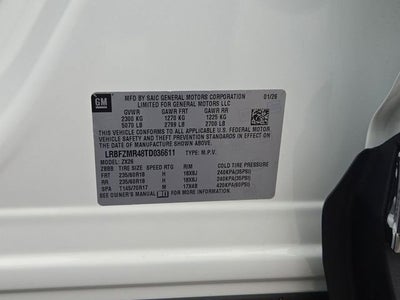 GM
MFD BY SAIC GENERAL MOTORS CORPORATION 01/26
LIMITED FOR GENERAL MOTORS LLC
GVWR GAWR FRT GAWR RR
2300 KG 1270 KG 1225 KG
5070 LB 2799 LB 2700 LB
THIS VEHICLE CONFORMS TO ALL APPLICABLE U.S. FEDERAL MOTOR
VEHICLE SAFETY, BUMPER, AND THEFT PREVENTION
STANDARDS IN EFFECT ON THE DATE OF MANUFACTURE SHOWN
ABOVE.
LRBFZMR48TD036611 TYPE: M.P.V.
MODEL: ZX26
ZBBB TIRE SIZE SPEED RTG RIM COLD TIRE PRESSURE
FRT 235/60R18 H 18X8J 240KPA(35PSI)
RR 235/60R18 H 18X8J 240KPA(35PSI)
SPA T145/70R17 M 17X4B 420KPA(60PSI)
SEE OWNER'S MANUAL FOR ADDITIONAL INFORMATION